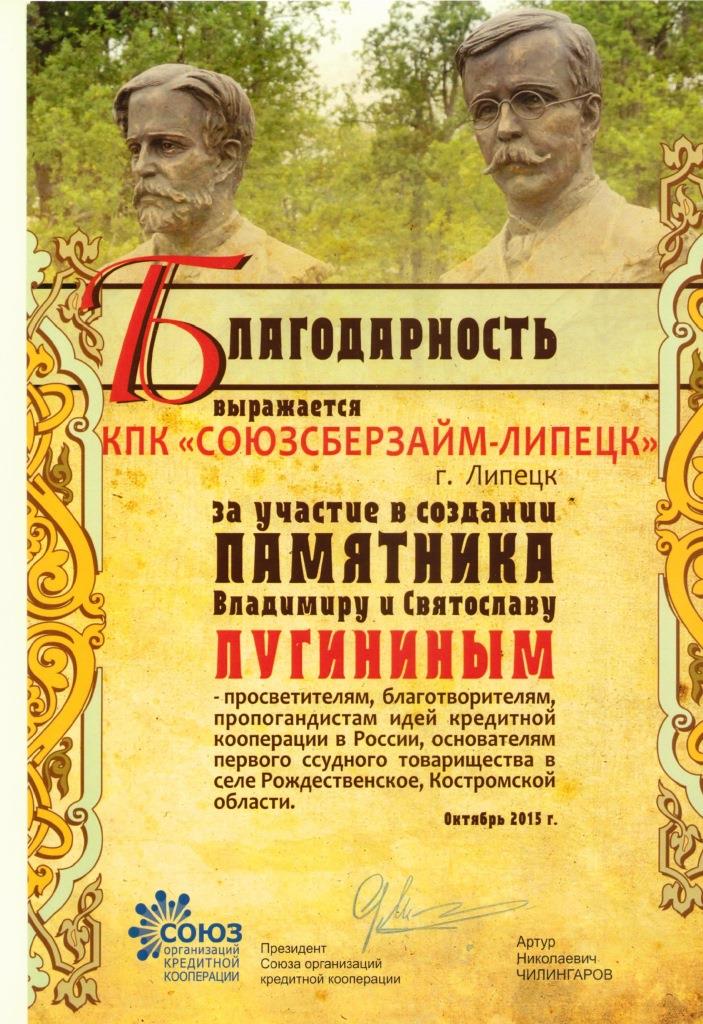 БЛАГОДАРНОСТЬ
выражается
КПК «СОЮЗСБЕРЗАЙМ-ЛИПЕЦК»
г. Липецк
за участие в создании
ПАМЯТНИКА
Владимиру и Святославу
ЛУГИНИНЫМ
- просветителям, благотворителям,
пропогандистам идей кредитной
кооперации в России, основателям
первого ссудного товарищества в
селе Рождественское, Костромской
области.
Октябрь 2015 г.
СОЮЗ
организаций
КРЕДИТНОЙ
КООПЕРАЦИИ
Президент
Союза организаций
кредитной кооперации
Артур
Николаевич
ЧИЛИНГАРОВ